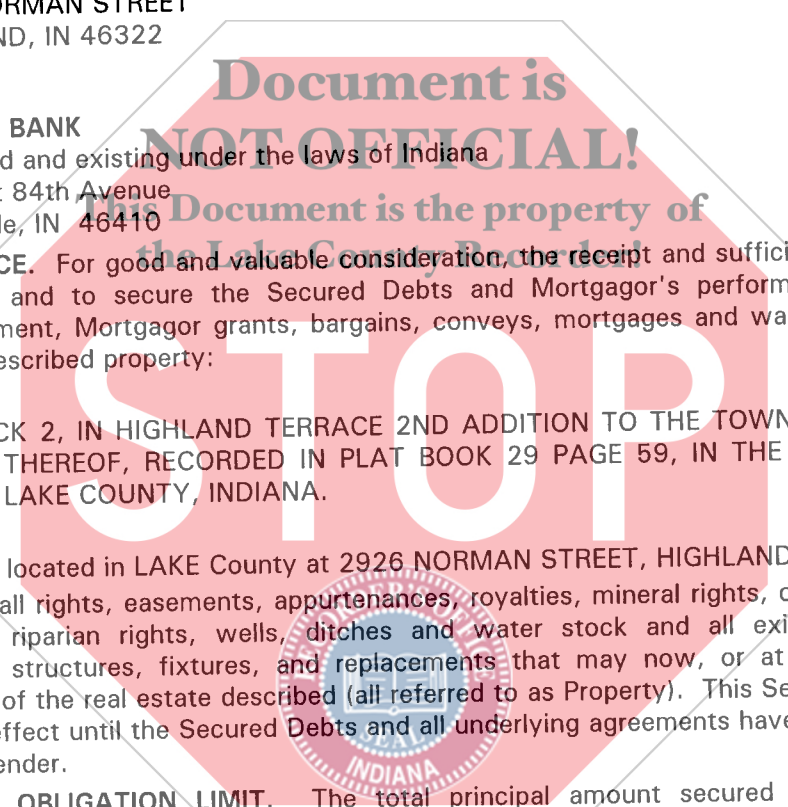 ORMAN STREET
ND, IN 46322
Document is
NOT OFFICIAL!
This Document is the property of
the Lake County Recorder!
BANK
d and existing under the laws of Indiana
84th Avenue
le, IN 46410
CE. For good and valuable consideration, the receipt and suffici
and to secure the Secured Debts and Mortgagor's perform
ment, Mortgagor grants, bargains, conveys, mortgages and wa
escribed property:
STOP
CK 2, IN HIGHLAND TERRACE 2ND ADDITION TO THE TOWN
THEREOF, RECORDED IN PLAT BOOK 29 PAGE 59, IN THE
LAKE COUNTY, INDIANA.
located in LAKE County at 2926 NORMAN STREET, HIGHLAND
all rights, easements, appurtenances, royalties, mineral rights, o
riparian rights, wells, ditches and water stock and all exi
structures, fixtures, and replacements that may now, or at
of the real estate described (all referred to as Property). This Se
effect until the Secured Debts and all underlying agreements have
ender.
SEAL
INDIANA
OBLIGATION LIMIT. The total principal amount secured